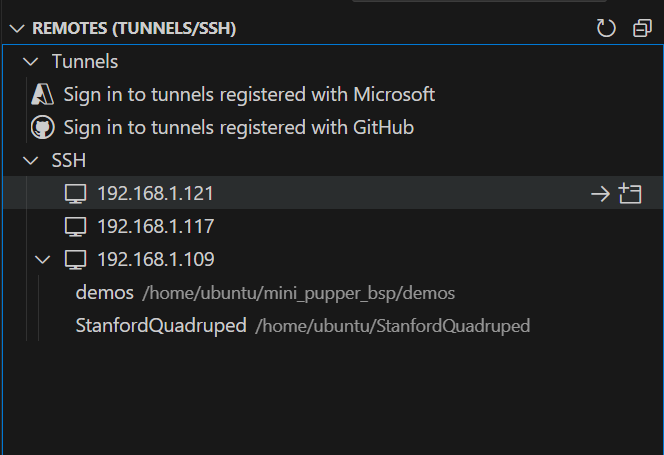 REMOTES (TUNNELS/SSH)
Tunnels
Sign in to tunnels registered with Microsoft
Sign in to tunnels registered with GitHub
SSH
192.168.1.121
192.168.1.117
192.168.1.109
demos /home/ubuntu/mini_pupper_bsp/demos
StanfordQuadruped /home/ubuntu/StanfordQuadruped